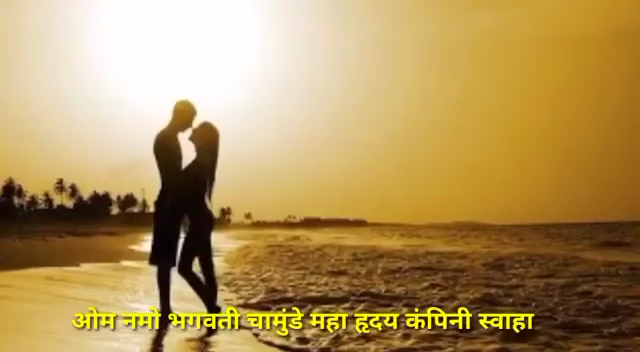 ओम नमो भगवती चामुंडे महा हृदय कंपिनी स्वाहा